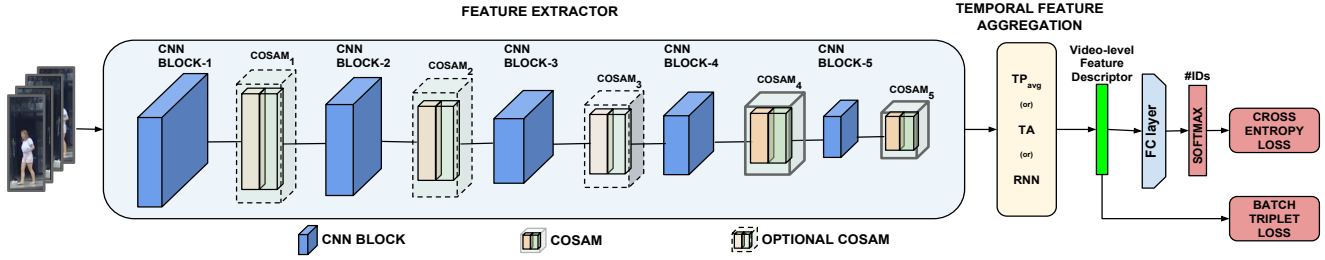 FEATURE EXTRACTOR
TEMPORAL FEATURE
AGGREGATION
CNN
BLOCK-1
COSAM1
CNN
BLOCK-2
COSAM2
CNN
BLOCK-3
COSAM3
CNN
BLOCK-4
COSAM4
CNN
BLOCK-5
COSAM5
TPavg
(or)
TA
(or)
RNN
Video-level
Feature
Descriptor
FC layer
#IDs
SOFTMAX
CROSS
ENTROPY
LOSS
BATCH
TRIPLET
LOSS
CNN BLOCK
COSAM
OPTIONAL COSAM